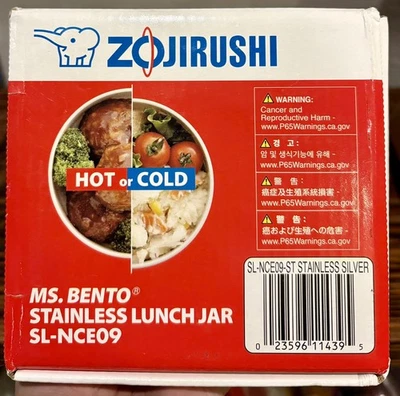 ZOJIRUSHI
HOT or COLD
⚠ WARNING:
Cancer and
Reproductive Harm -
www.P65Warnings.ca.gov
⚠ 경 고 :
암 및 생식기능에 유해 -
www.P65Warnings.ca.gov
⚠ 警 告 :
癌症及生殖系統損害 -
www.P65Warnings.ca.gov
⚠ 警 告 :
癌および生殖への危害 -
www.P65Warnings.ca.gov
MS. BENTO®
STAINLESS LUNCH JAR
SL-NCE09
SL-NCE09-ST STAINLESS SILVER
0 23596 11439 5